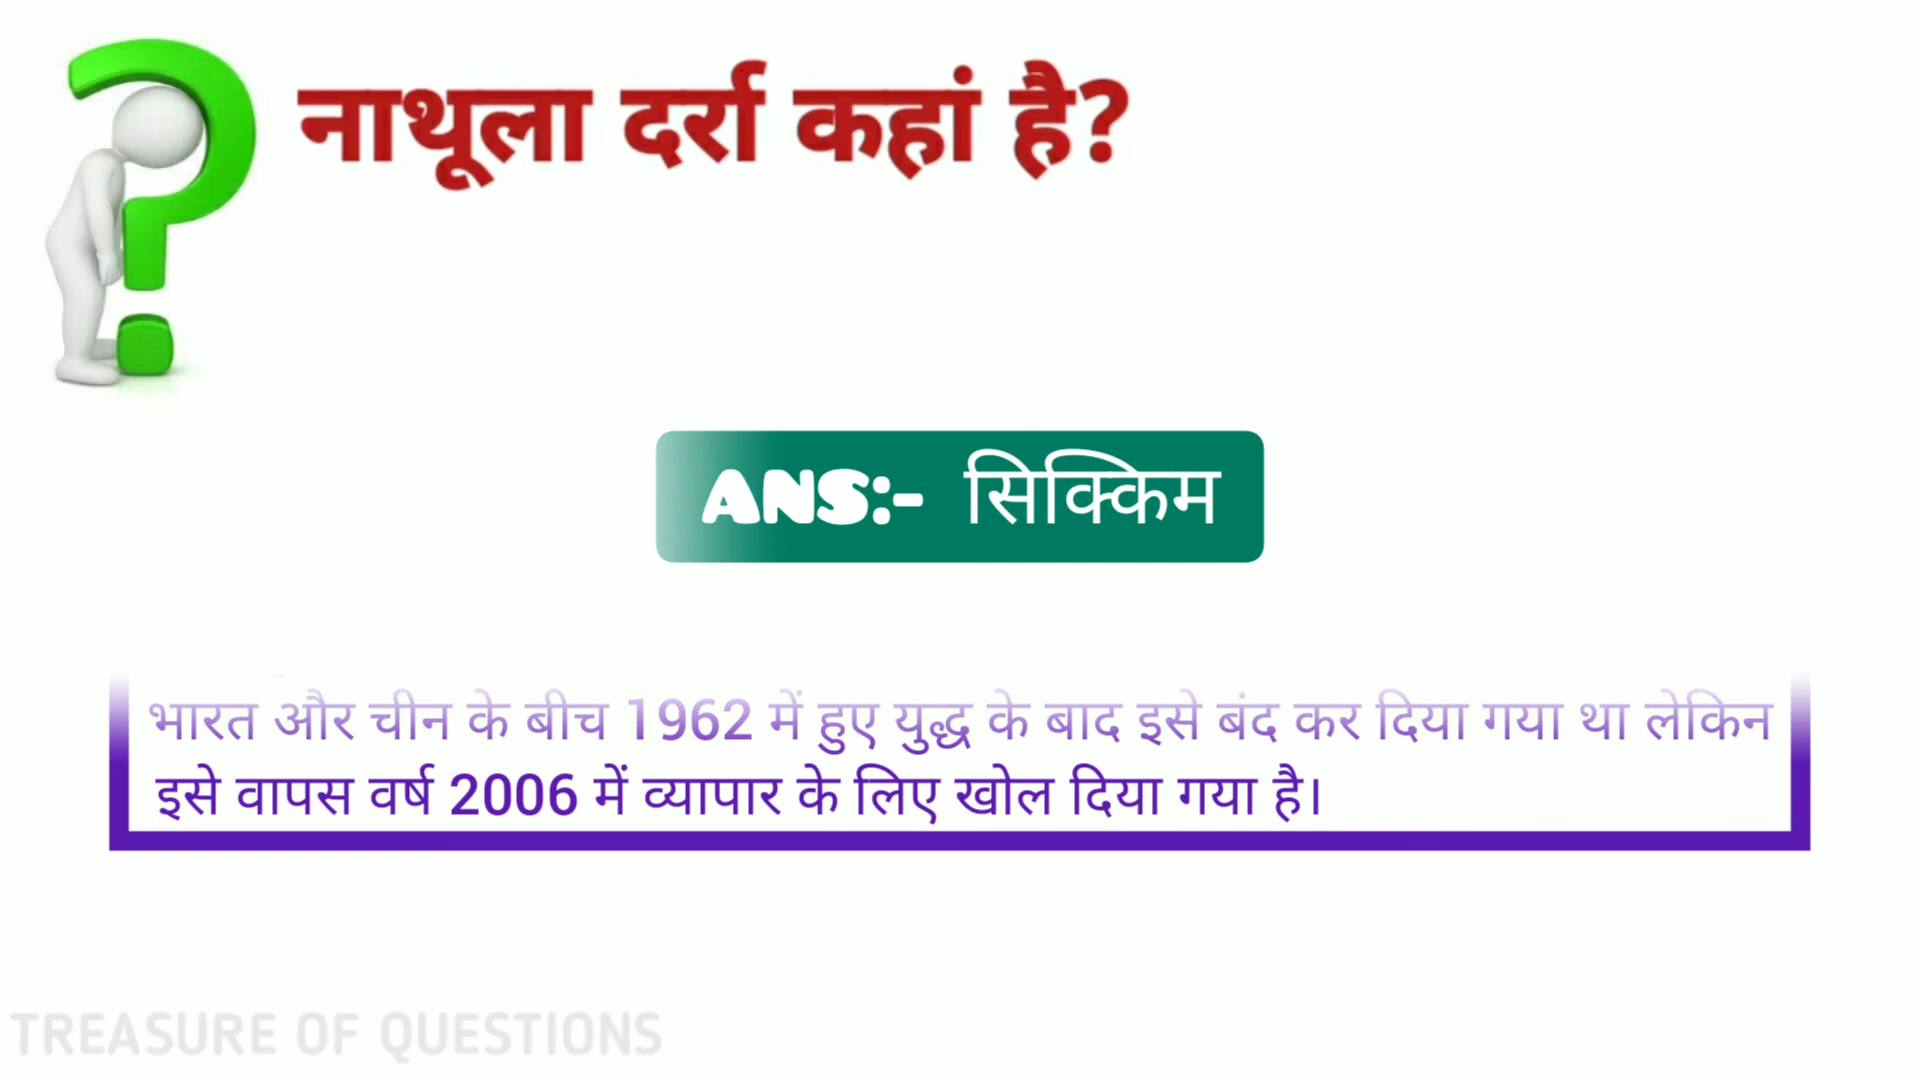 नाथूला दर्रा कहां है?
ANS:- सिक्किम
भारत और चीन के बीच 1962 में हुए युद्ध के बाद इसे बंद कर दिया गया था लेकिन
इसे वापस वर्ष 2006 में व्यापार के लिए खोल दिया गया है।
TREASURE OF QUESTIONS